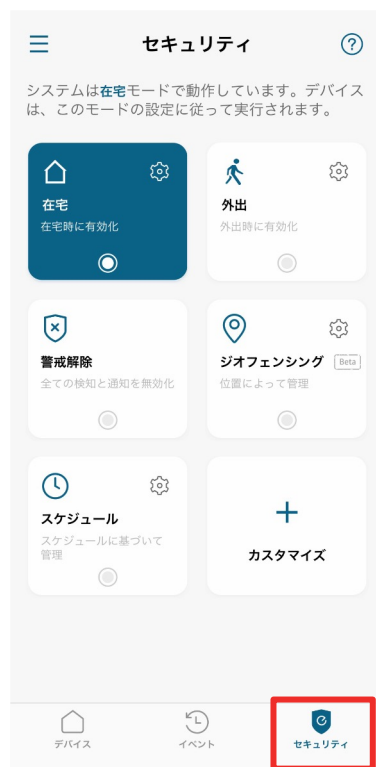 セキュリティ
?
システムは在宅モードで動作しています。デバイス
は、このモードの設定に従って実行されます。
在宅
在宅時に有効化
外出
外出時に有効化
警戒解除
全ての検知と通知を無効化
ジオフェンシング Beta
位置によって管理
スケジュール
スケジュールに基づいて
管理
カスタマイズ
デバイス
イベント
セキュリティ